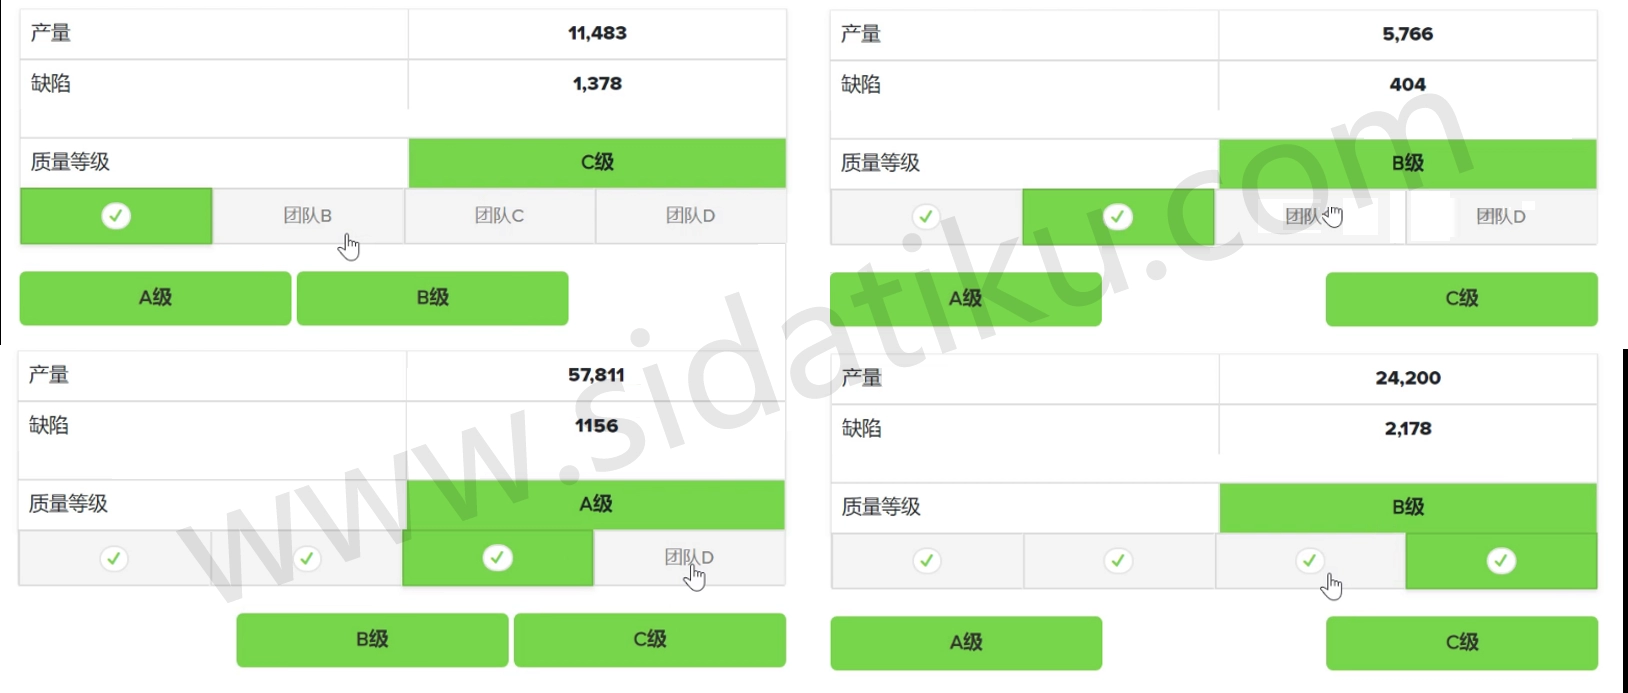 产量 11,483
缺陷 1,378
质量等级 C级
团队B 团队C 团队D
A级 B级
产量 5,766
缺陷 404
质量等级 B级
团队 团队D
A级 C级
产量 57,811
缺陷 1156
质量等级 A级
团队D
B级 C级
产量 24,200
缺陷 2,178
质量等级 B级
A级 C级
www.sidatiku.com